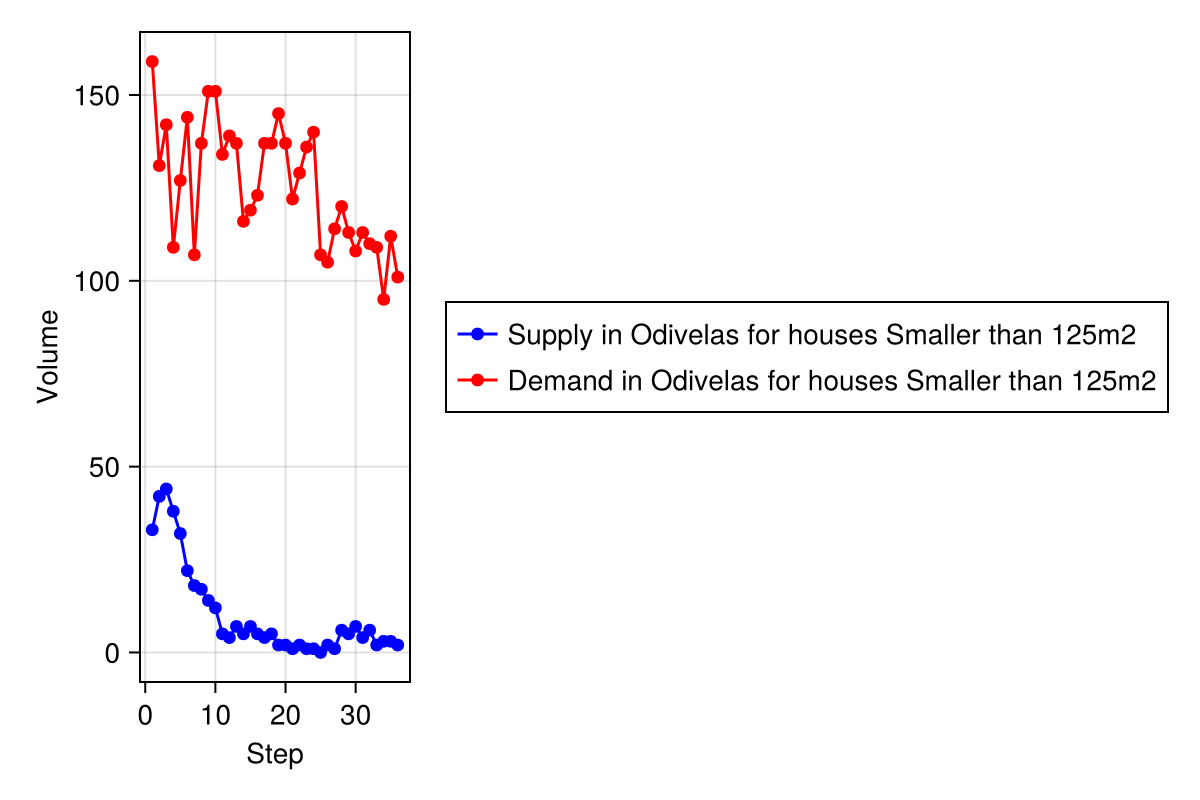 150
100
50
0
Volume
0 10 20 30
Step
Supply in Odivelas for houses Smaller than 125m2
Demand in Odivelas for houses Smaller than 125m2